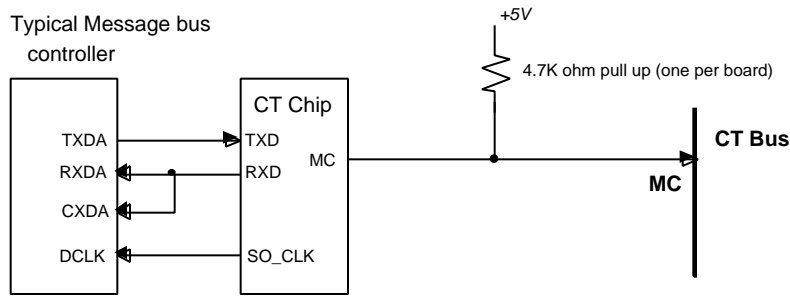 Typical Message bus
controller
+5V
4.7K ohm pull up (one per board)
CT Chip
TXDA
TXD
RXDA
RXD
MC
CXDA
DCLK
SO_CLK
CT Bus
MC